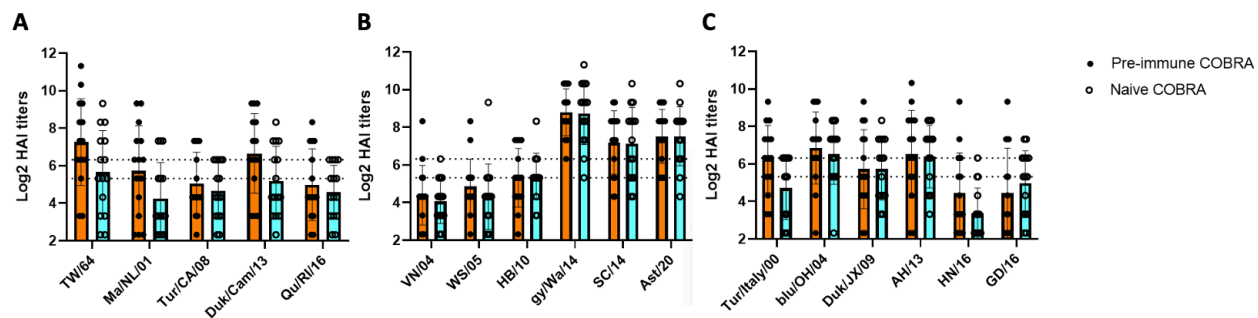 A
Log2 HAI titers
12
10
8
6
4
2
TW/64
Ma/NL/01
Tur/CA/08
Duk/Cam/13
Qu/RI/16
B
Log2 HAI titers
12
10
8
6
4
2
VN/04
WS/05
HB/10
gy/Wa/14
SC/14
Ast/20
C
Log2 HAI titers
12
10
8
6
4
2
Tur/Italy/00
blu/OH/04
Duk/JX/09
AH/13
HN/16
GD/16
Pre-immune COBRA
Naive COBRA